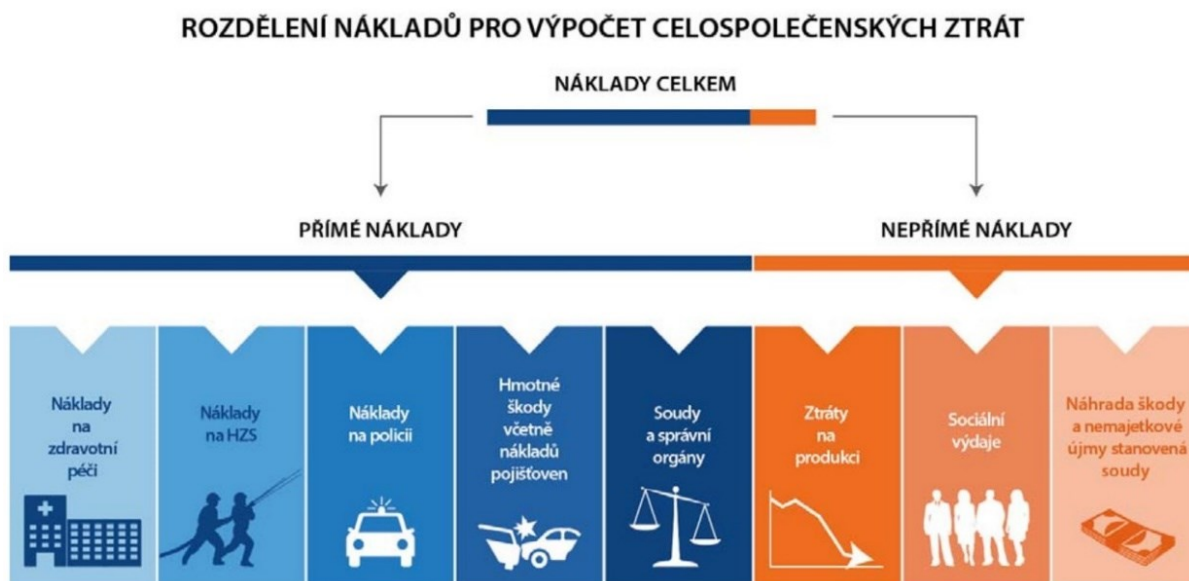 ROZDĚLENÍ NÁKLADŮ PRO VÝPOČET CELOSPOLEČENSKÝCH ZTRÁT
NÁKLADY CELKEM
PŘÍMÉ NÁKLADY
NEPŘÍMÉ NÁKLADY
Náklady
na
zdravotní
péči
Náklady
na HZS
Náklady
na policii
Hmotné
škody
včetně
nákladů
pojišťoven
Soudy
a správní
orgány
Ztráty
na
produkci
Sociální
výdaje
Náhrada škody
a nemajetkové
újmy stanovená
soudy